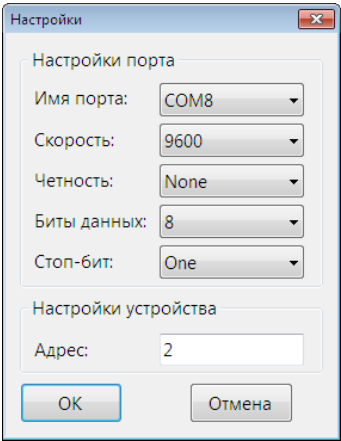 Настройки
Настройки порта
Имя порта: COM8
Скорость: 9600
Четность: None
Биты данных: 8
Стоп-бит: One
Настройки устройства
Адрес: 2
OK Отмена